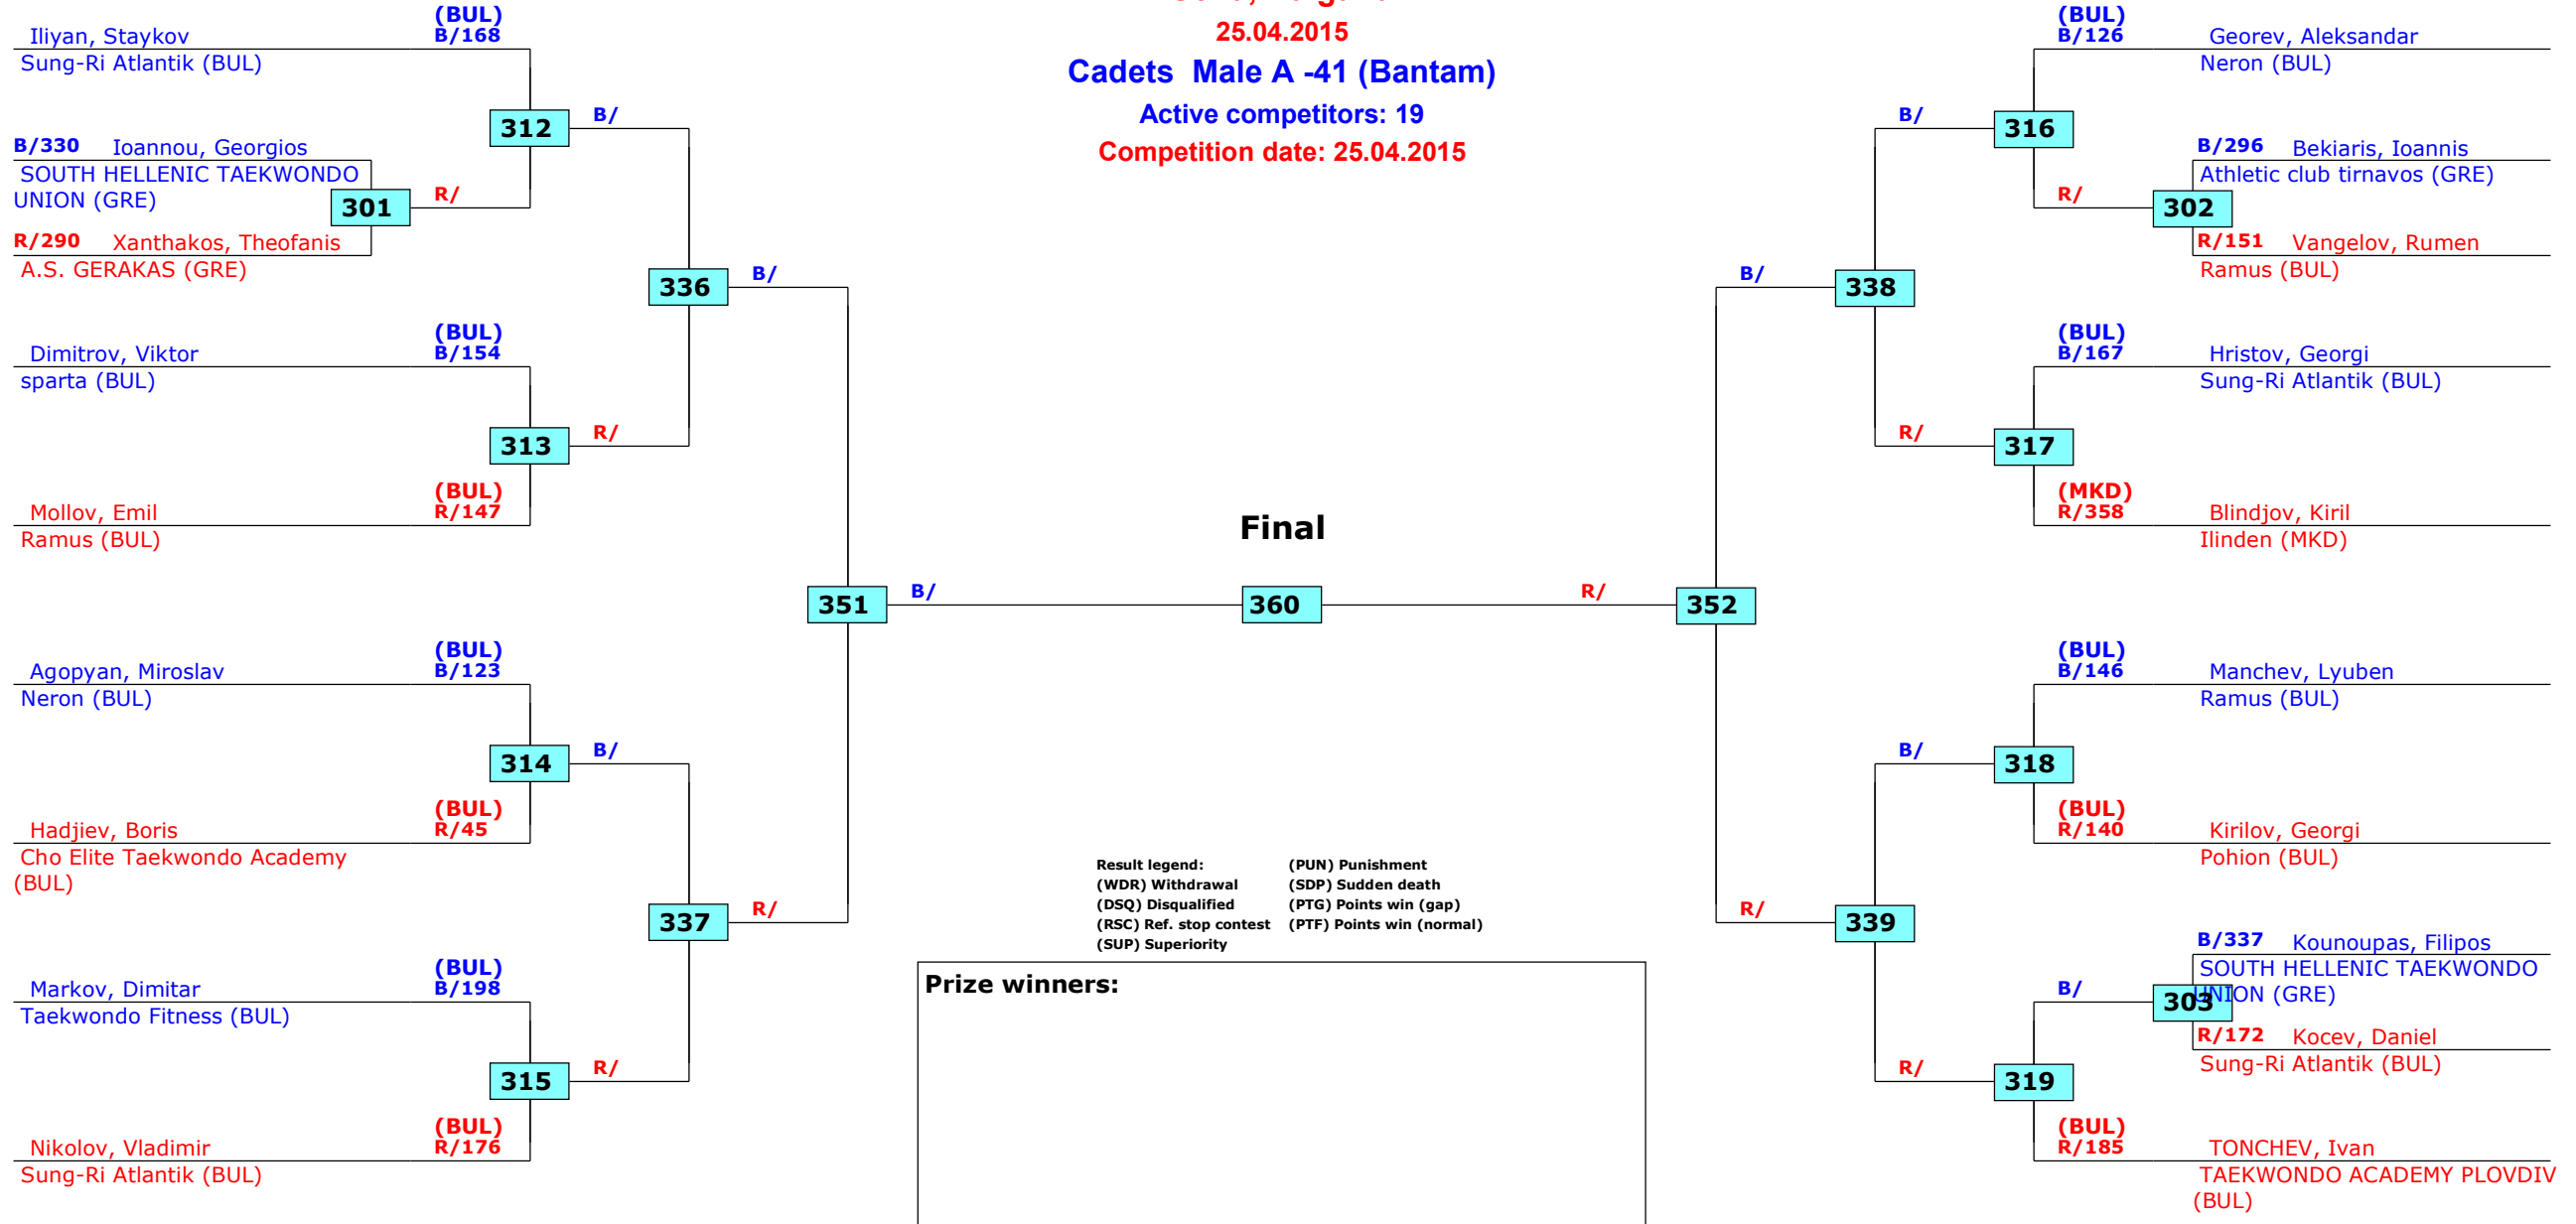 25.04.2015
Cadets Male A -41 (Bantam)
Active competitors: 19
Competition date: 25.04.2015
(BUL)
Iliyan, Staykov B/168
Sung-Ri Atlantik (BUL)
312
B/
B/330 Ioannou, Georgios
SOUTH HELLENIC TAEKWONDO
UNION (GRE)
301
R/
R/290 Xanthakos, Theofanis
A.S. GERAKAS (GRE)
336
B/
(BUL)
Dimitrov, Viktor B/154
sparta (BUL)
313
R/
(BUL)
Mollov, Emil R/147
Ramus (BUL)
351
B/
(BUL)
Agopyan, Miroslav B/123
Neron (BUL)
314
B/
(BUL)
Hadjiev, Boris R/45
Cho Elite Taekwondo Academy
(BUL)
337
R/
(BUL)
Markov, Dimitar B/198
Taekwondo Fitness (BUL)
315
R/
(BUL)
Nikolov, Vladimir R/176
Sung-Ri Atlantik (BUL)
Final
360
(BUL)
B/126 Georev, Aleksandar
Neron (BUL)
B/
316
B/296 Bekiaris, Ioannis
Athletic club tirnavos (GRE)
R/
302
R/151 Vangelov, Rumen
Ramus (BUL)
B/
338
(BUL)
B/167 Hristov, Georgi
Sung-Ri Atlantik (BUL)
R/
317
(MKD)
R/358 Blindjov, Kiril
Ilinden (MKD)
R/
352
(BUL)
B/146 Manchev, Lyuben
Ramus (BUL)
B/
318
(BUL)
R/140 Kirilov, Georgi
Pohion (BUL)
R/
339
B/337 Kounoupas, Filipos
SOUTH HELLENIC TAEKWONDO
UNION (GRE)
B/
303
R/172 Kocev, Daniel
Sung-Ri Atlantik (BUL)
R/
319
(BUL)
R/185 TONCHEV, Ivan
TAEKWONDO ACADEMY PLOVDIV
(BUL)
Result legend: (PUN) Punishment
(WDR) Withdrawal (SDP) Sudden death
(DSQ) Disqualified (PTG) Points win (gap)
(RSC) Ref. stop contest (PTF) Points win (normal)
(SUP) Superiority
Prize winners: